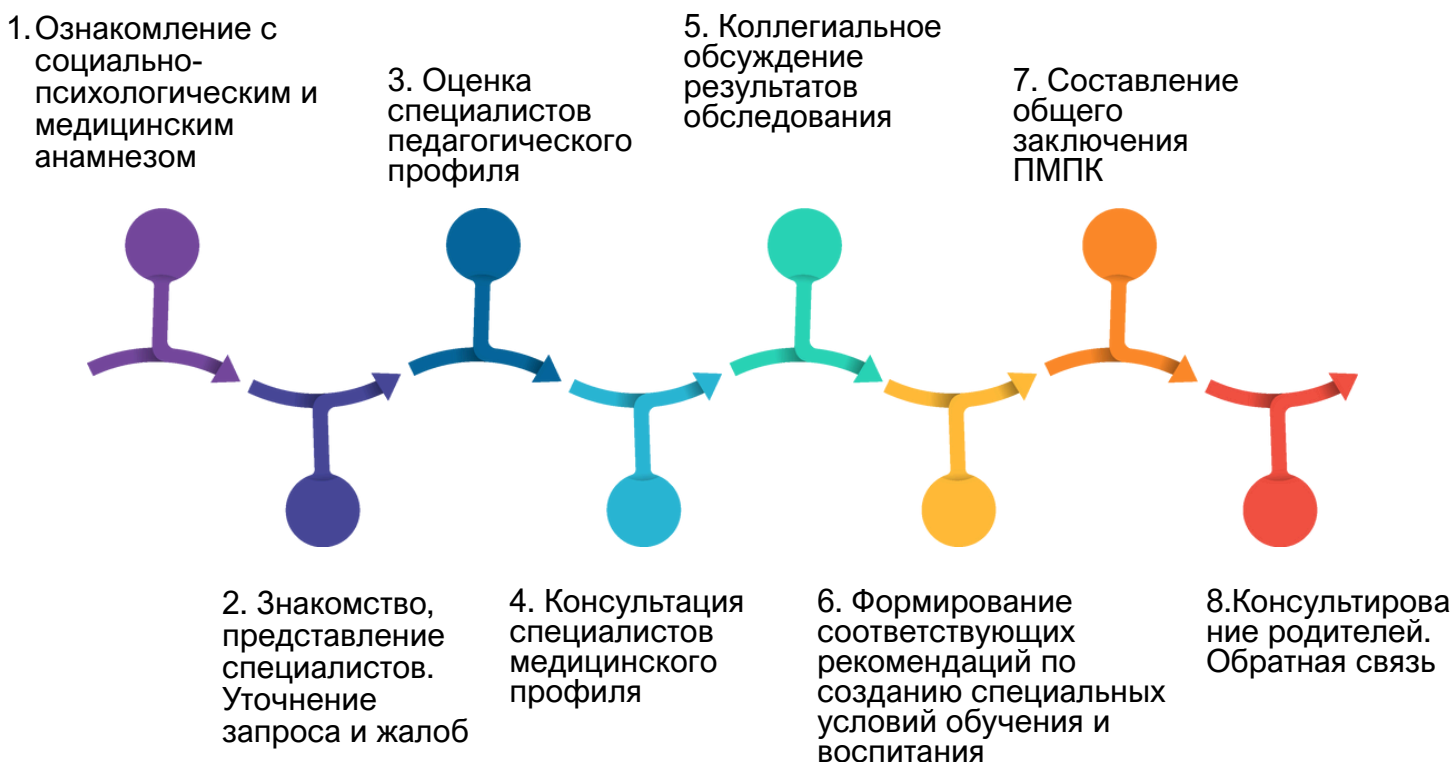 1.Ознакомление с
социально-
психологическим и
медицинским
анамнезом
2. Знакомство,
представление
специалистов.
Уточнение
запроса и жалоб
3. Оценка
специалистов
педагогического
профиля
4. Консультация
специалистов
медицинского
профиля
5. Коллегиальное
обсуждение
результатов
обследования
6. Формирование
соответствующих
рекомендаций по
созданию специальных
условий обучения и
воспитания
7. Составление
общего
заключения
ПМПК
8.Консультирова
ние родителей.
Обратная связь